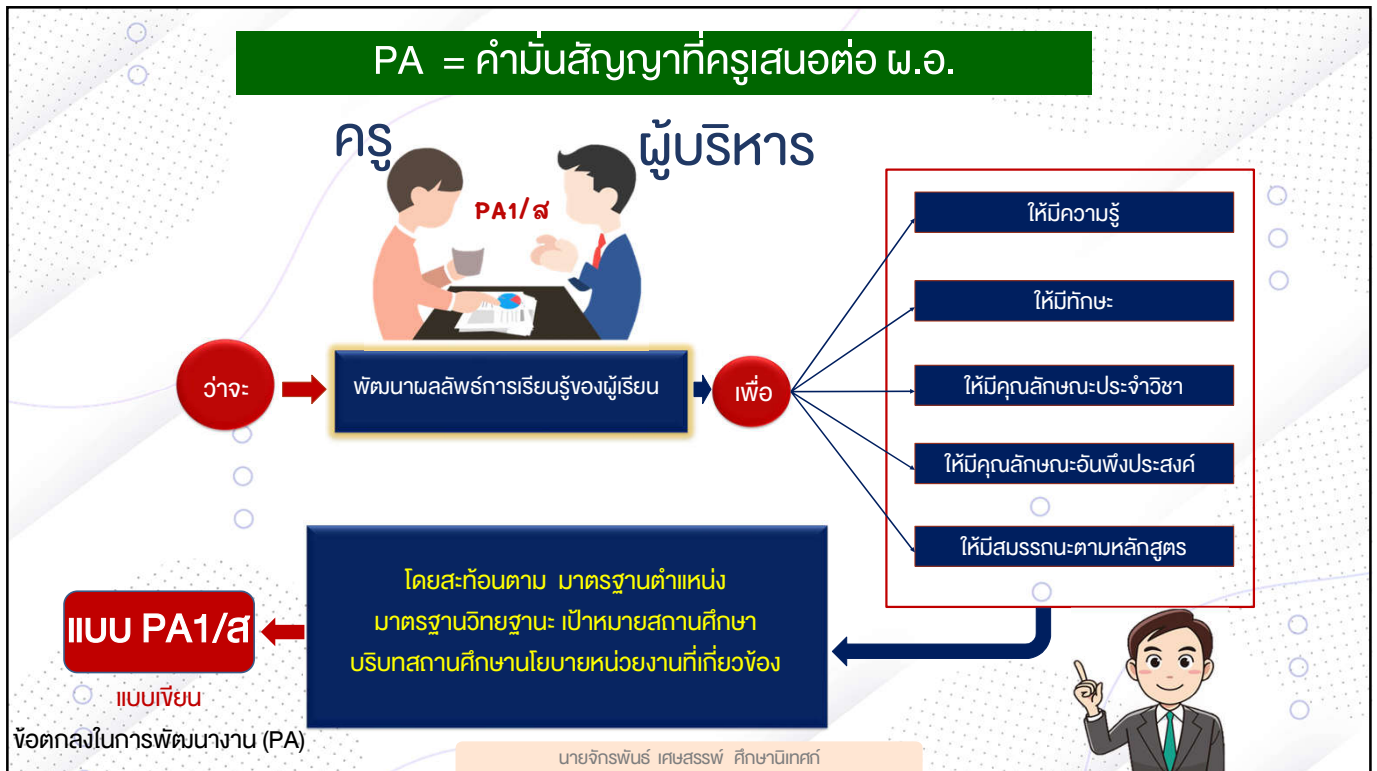 PA = คำมั่นสัญญาที่ครูเสนอต่อ ผ.อ.
ครู
ผู้บริหาร
PA1/ส
ว่าจะ
พัฒนาผลลัพธ์การเรียนรู้ของผู้เรียน
เพื่อ
ให้มีความรู้
ให้มีทักษะ
ให้มีคุณลักษณะประจำวิชา
ให้มีคุณลักษณะอันพึงประสงค์
ให้มีสมรรถนะตามหลักสูตร
โดยสะท้อนตาม มาตรฐานตำแหน่ง
มาตรฐานวิทยฐานะ เป้าหมายสถานศึกษา
บริบทสถานศึกษานโยบายหน่วยงานที่เกี่ยวข้อง
แบบ PA1/ส
แบบเขียน
ข้อตกลงในการพัฒนางาน (PA)
นายจักรพันธ์ เศษสรรพ์ ศึกษานิเทศก์